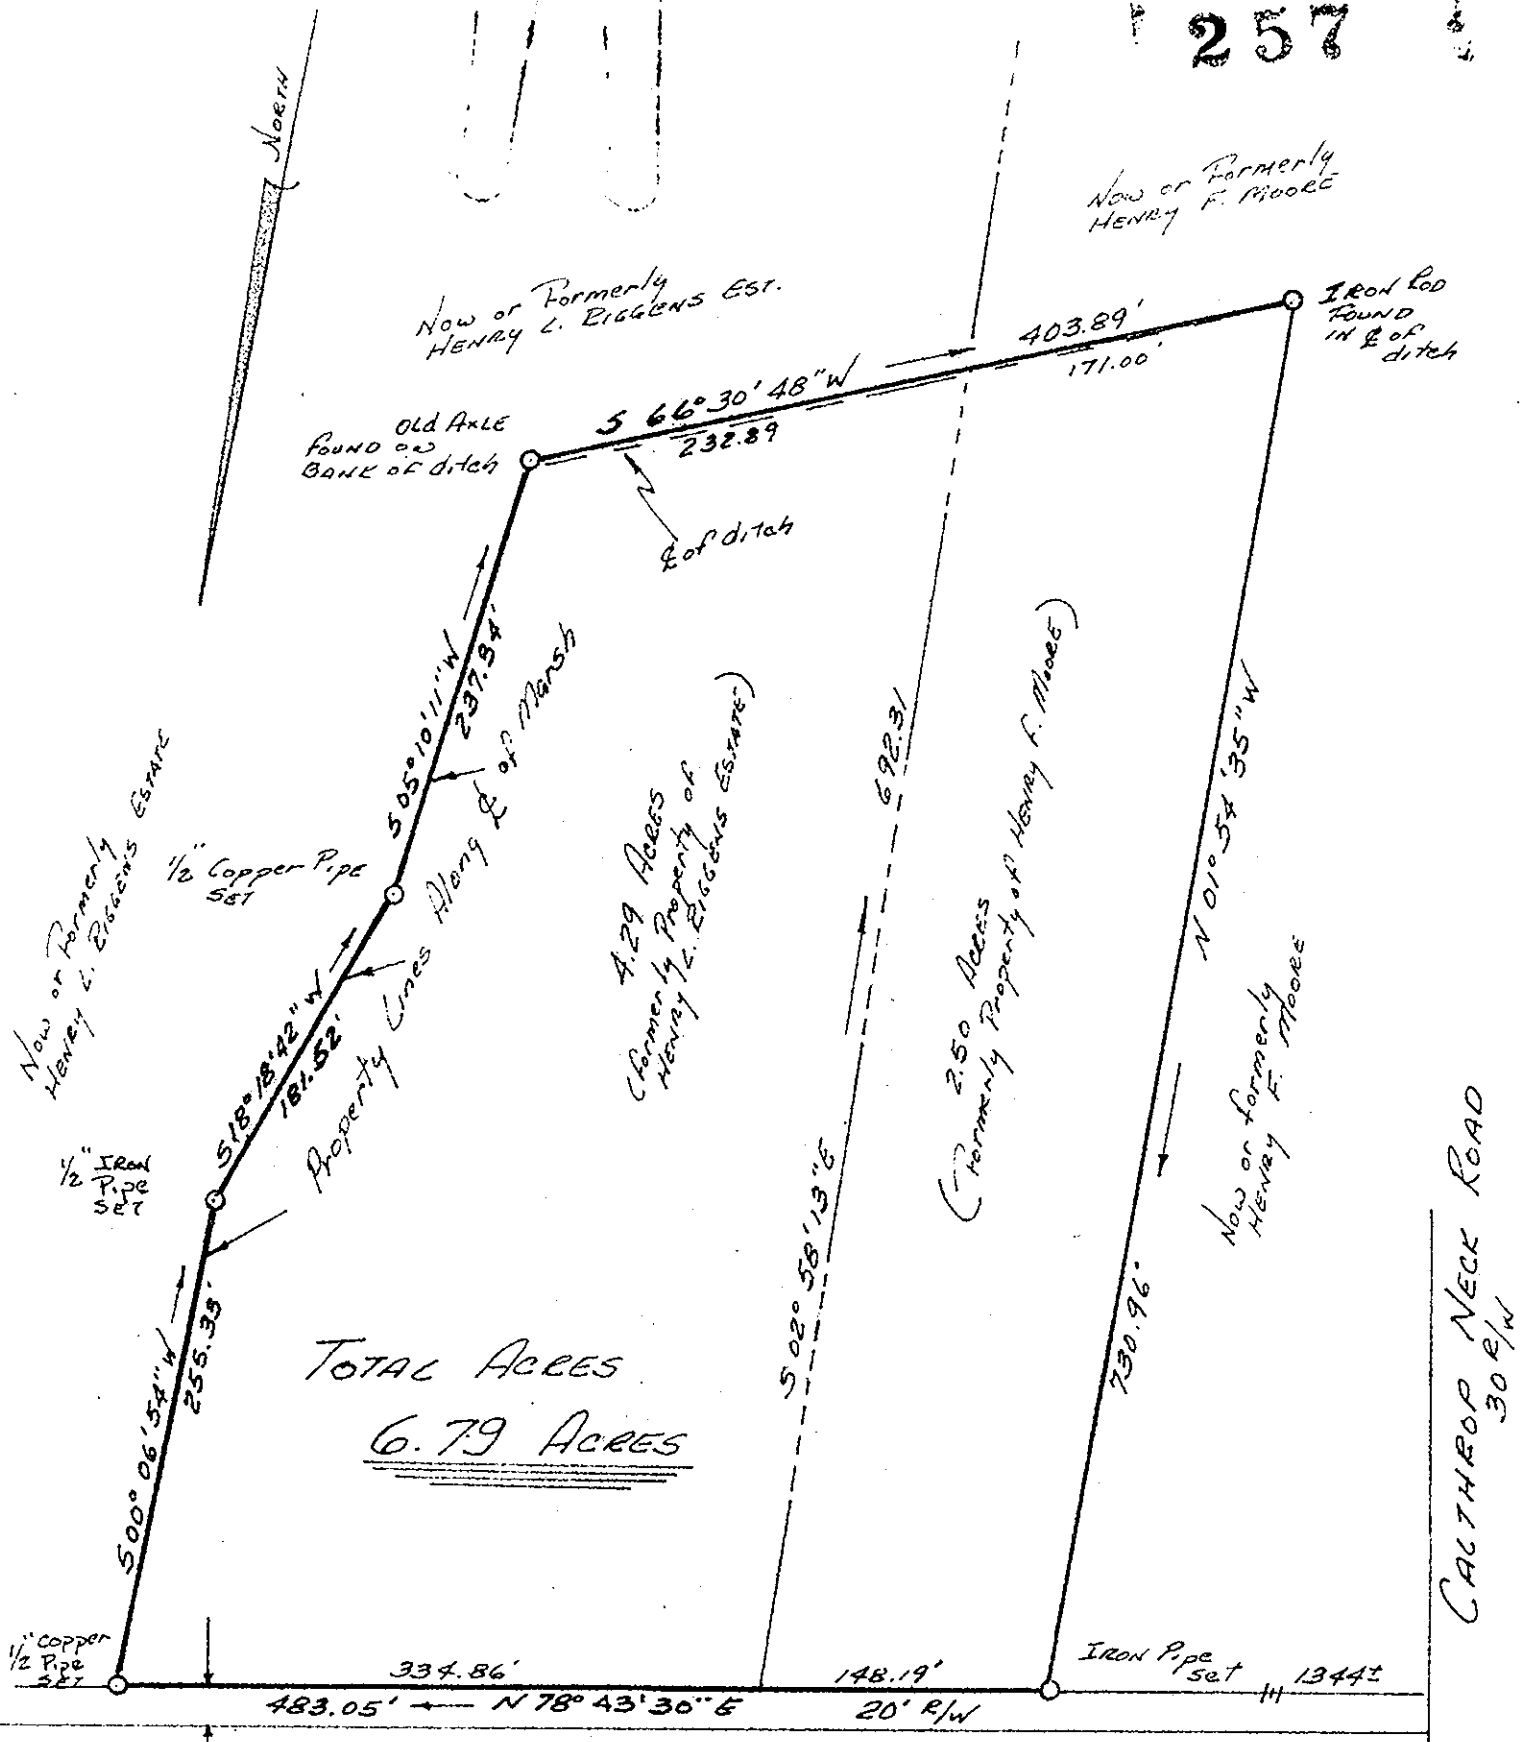 257
NORTH
Now or Formerly
HENRY F. MOORE
Now or Formerly
HENRY L. RIGGENS EST.
IRON ROD
FOUND
IN ℄ of
ditch
403.89'
171.00'
S 66° 30' 48" W
232.89
OLD AXLE
FOUND ON
BANK OF ditch
℄ of ditch
S 05° 10' 11" W
237.94'
Property Lines Along ℄ of Marsh
Now or Formerly
HENRY L. RIGGENS ESTATE
1/2" Copper Pipe
SET
4.29 ACRES
(Formerly Property of
HENRY L. RIGGENS ESTATE)
692.31
S 02° 58' 13" E
2.50 ACRES
(Formerly Property of HENRY F. MOORE)
N 01° 54' 35" W
730.96'
Now or formerly
HENRY F. MOORE
S 18° 18' 42" W
181.52'
1/2" IRON
Pipe
SET
S 00° 06' 54" W
255.35'
TOTAL ACRES
6.79 ACRES
CALTHROP NECK ROAD
30 R/W
1/2" copper
Pipe
SET
334.86'
148.19'
IRON Pipe
set
1344±
483.05' N 78° 43' 30" E
20' R/W